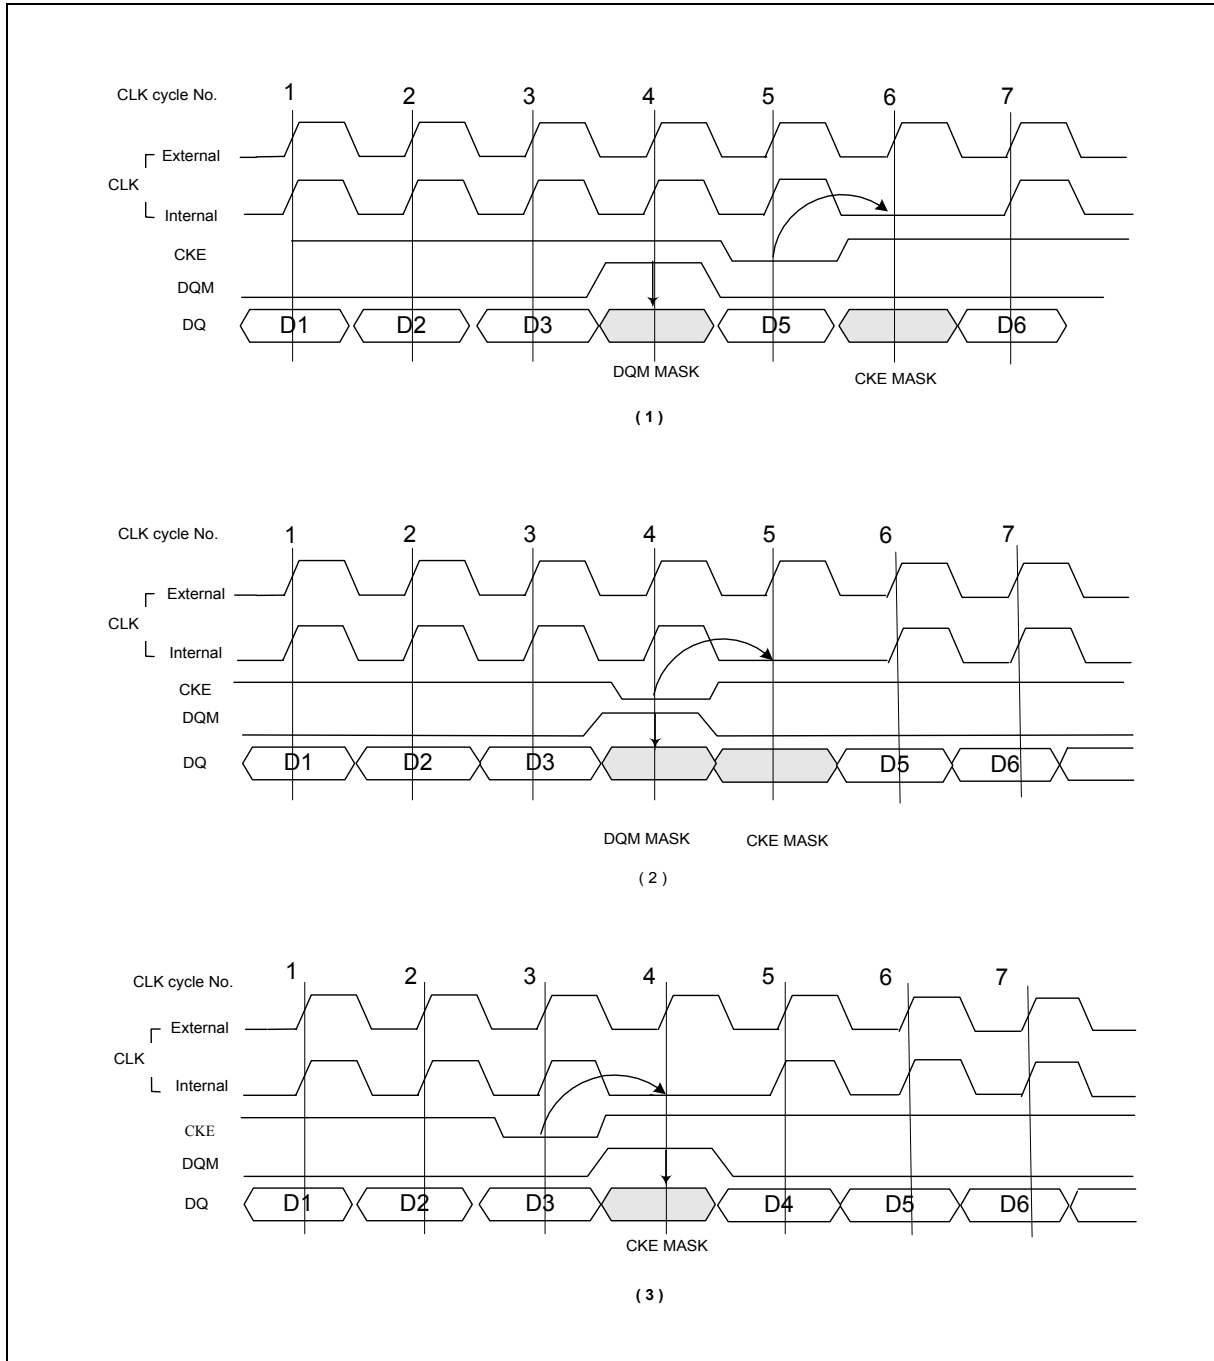 CLK cycle No. 1 2 3 4 5 6 7
External
CLK
Internal
CKE
DQM
DQ D1 D2 D3 D5 D6
DQM MASK CKE MASK
( 1 )
CLK cycle No. 1 2 3 4 5 6 7
External
CLK
Internal
CKE
DQM
DQ D1 D2 D3 D5 D6
DQM MASK CKE MASK
( 2 )
CLK cycle No. 1 2 3 4 5 6 7
External
CLK
Internal
CKE
DQM
DQ D1 D2 D3 D4 D5 D6
CKE MASK
( 3 )